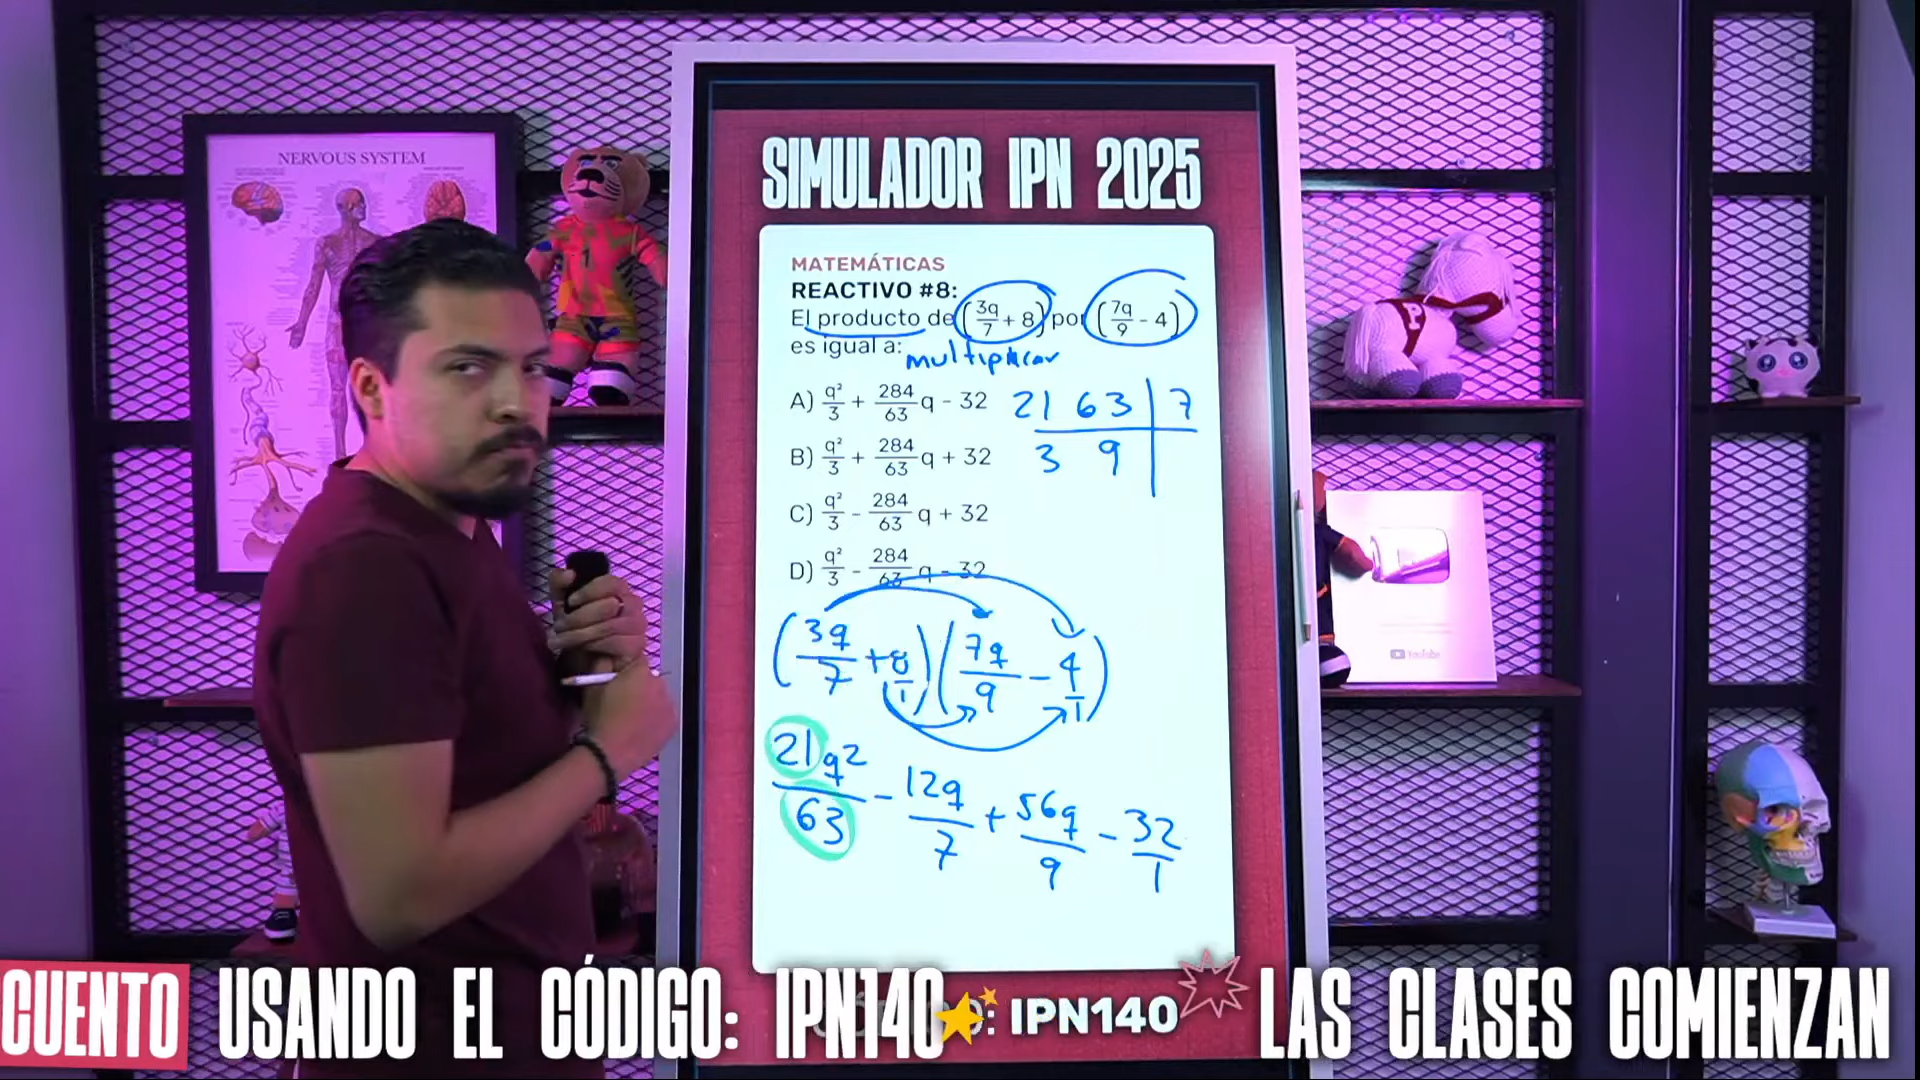 NERVOUS SYSTEM
SIMULADOR IPN 2025
MATEMÁTICAS
REACTIVO #8:
El producto de (3q/7 + 8) por (7q/9 - 4)
es igual a: multiplicar
A) q²/3 + 284/63 q - 32
B) q²/3 + 284/63 q + 32
C) q²/3 - 284/63 q + 32
D) q²/3 - 284/63 q - 32
21 63 | 7
3 9
(3q/7 + 8/1)(7q/9 - 4/1)
21q²/63 - 12q/7 + 56q/9 - 32/1
1
P
YouTube
CUENTO USANDO EL CÓDIGO: IPN140 LAS CLASES COMIENZAN
: IPN140